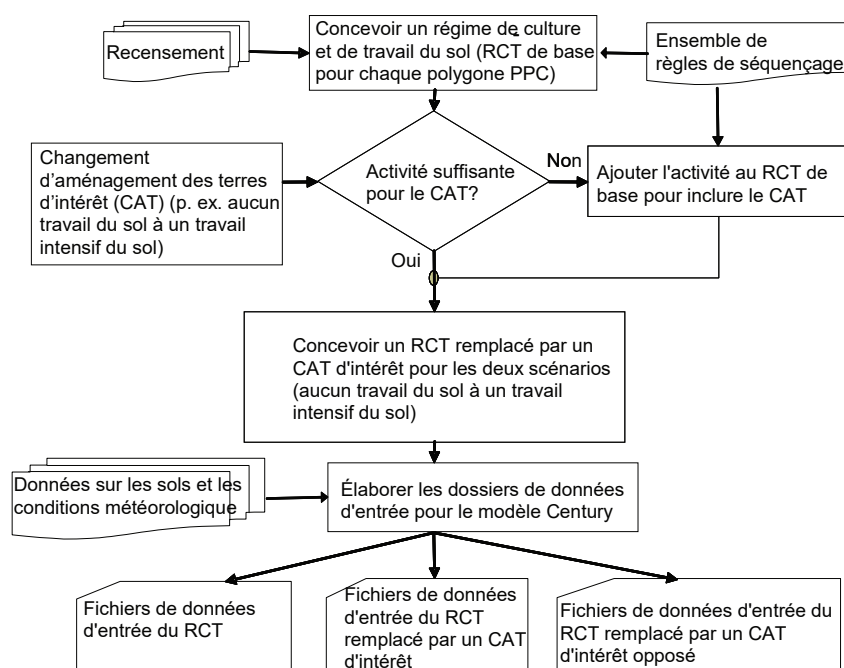 Recensement
Concevoir un régime de culture
et de travail du sol (RCT de base
pour chaque polygone PPC)
Ensemble de
règles de séquençage
Changement
d'aménagement des terres
d'intérêt (CAT) (p. ex. aucun
travail du sol à un travail
intensif du sol)
Activité suffisante
pour le CAT?
Non
Ajouter l'activité au RCT de
base pour inclure le CAT
Oui
Concevoir un RCT remplacé par un
CAT d'intérêt pour les deux scénarios
(aucun travail du sol à un travail
intensif du sol)
Données sur les sols et les
conditions météorologique
Élaborer les dossiers de données
d'entrée pour le modèle Century
Fichiers de données
d'entrée du RCT
Fichiers de données
d'entrée du RCT
remplacé par un CAT
d'intérêt
Fichiers de données d'entrée du
RCT remplacé par un CAT
d'intérêt opposé